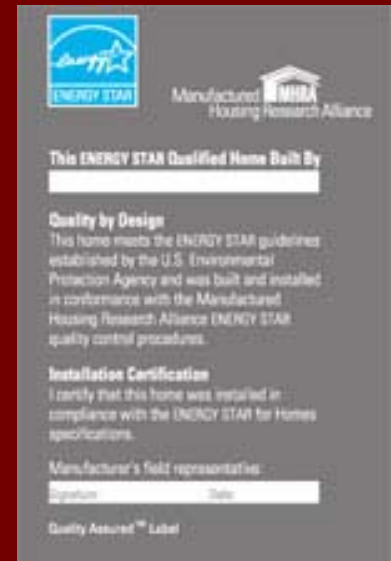 energy
ENERGY STAR
Manufactured MHRA
Housing Research Alliance
This ENERGY STAR Qualified Home Built By
Quality by Design
This home meets the ENERGY STAR guidelines
established by the U.S. Environmental
Protection Agency and was built and installed
in conformance with the Manufactured
Housing Research Alliance ENERGY STAR
quality control procedures.
Installation Certification
I certify that this home was installed in
compliance with the ENERGY STAR for Homes
specifications.
Manufacturer's field representative:
Signature Date
Quality Assured™ Label